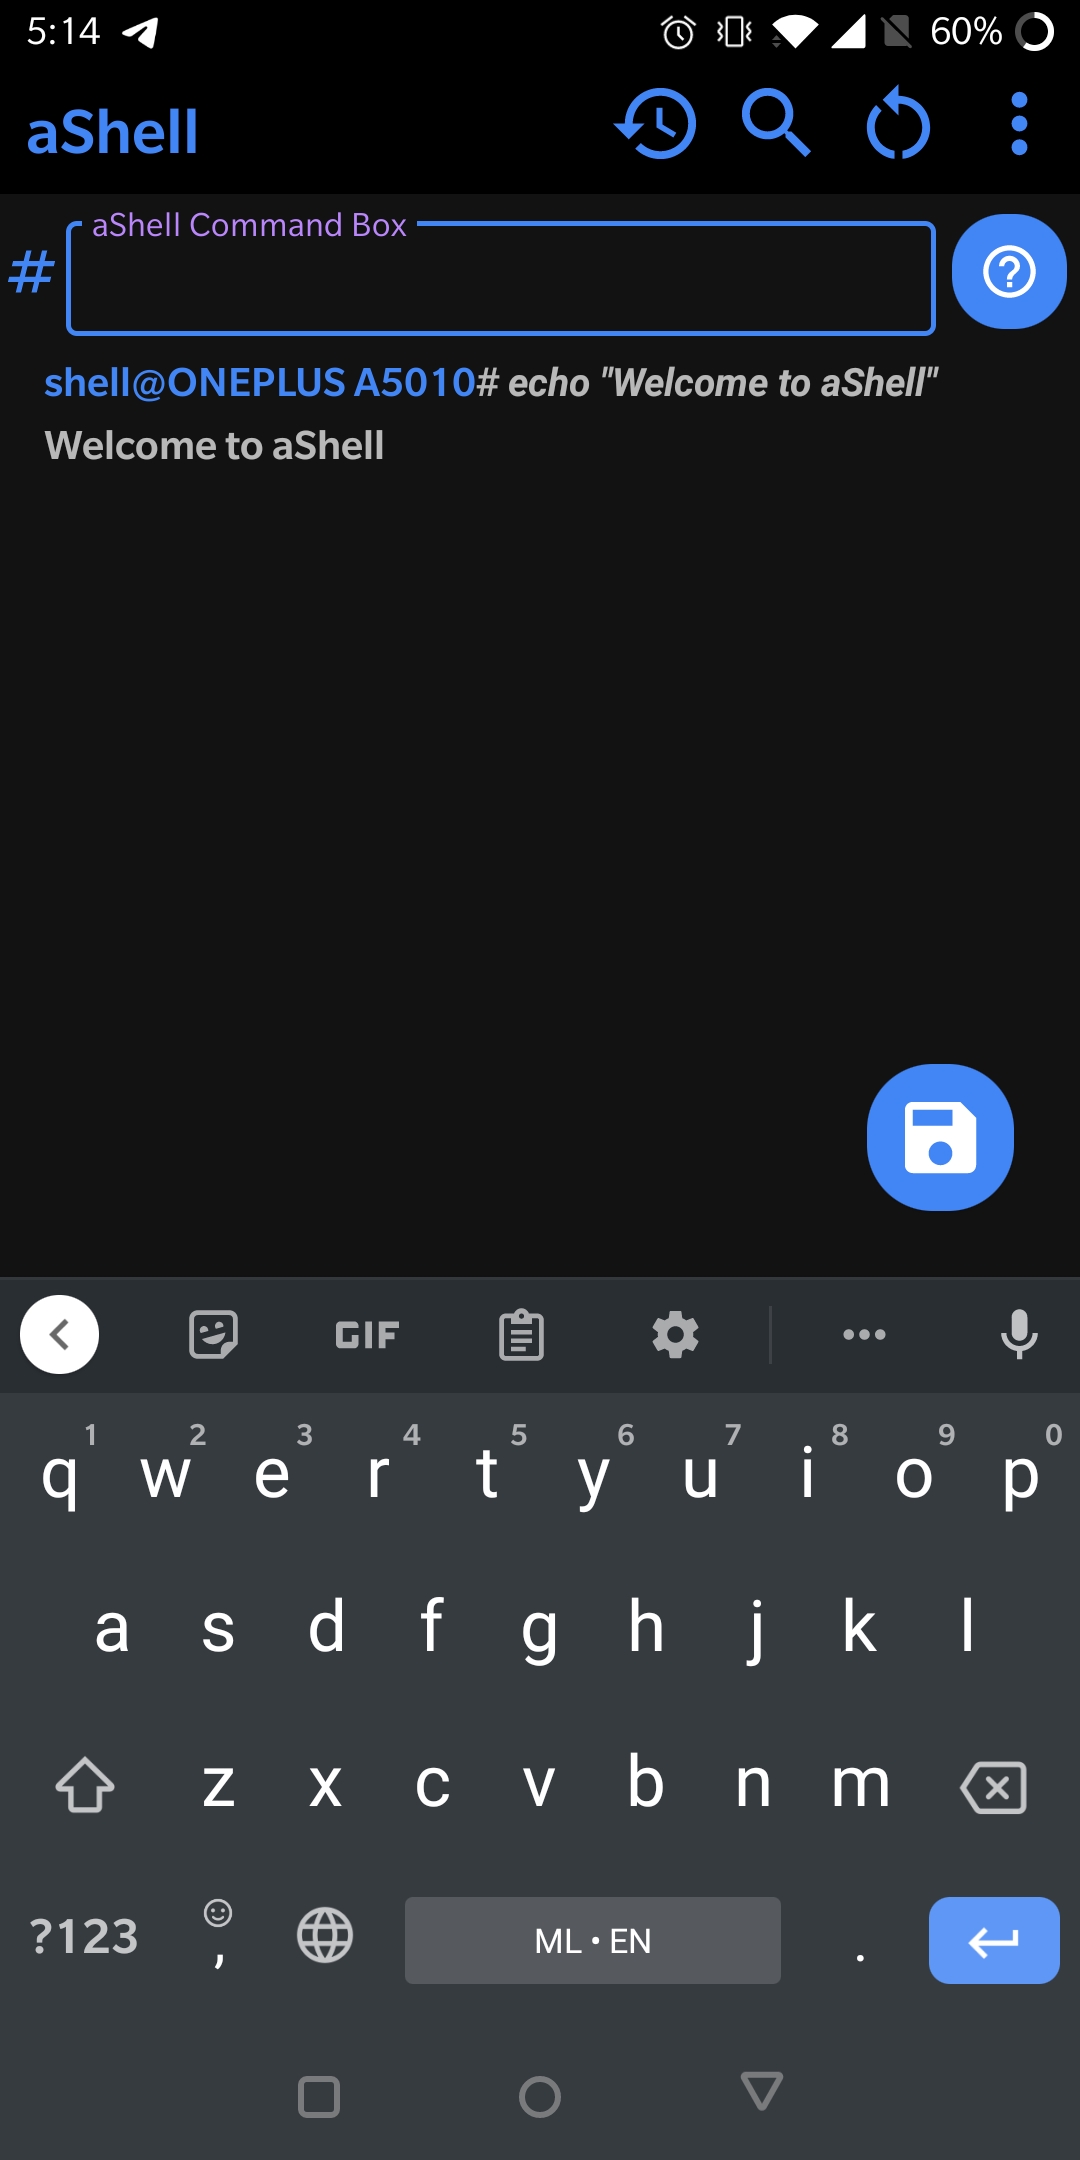 5:14 60%
aShell
aShell Command Box
#
shell@ONEPLUS A5010# echo "Welcome to aShell"
Welcome to aShell
GIF
1 2 3 4 5 6 7 8 9 0
q w e r t y u i o p
a s d f g h j k l
z x c v b n m
?123 , ML • EN .